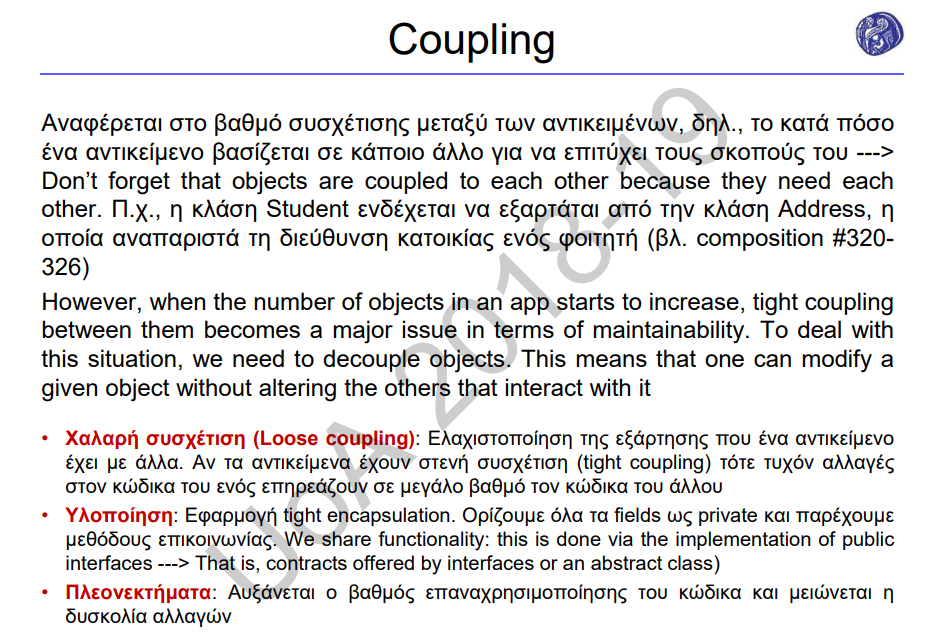 Coupling
Αναφέρεται στο βαθμό συσχέτισης μεταξύ των αντικειμένων, δηλ., το κατά πόσο
ένα αντικείμενο βασίζεται σε κάποιο άλλο για να επιτύχει τους σκοπούς του --->
Don’t forget that objects are coupled to each other because they need each
other. Π.χ., η κλάση Student ενδέχεται να εξαρτάται από την κλάση Address, η
οποία αναπαριστά τη διεύθυνση κατοικίας ενός φοιτητή (βλ. composition #320-
326)
However, when the number of objects in an app starts to increase, tight coupling
between them becomes a major issue in terms of maintainability. To deal with
this situation, we need to decouple objects. This means that one can modify a
given object without altering the others that interact with it
• Χαλαρή συσχέτιση (Loose coupling): Ελαχιστοποίηση της εξάρτησης που ένα αντικείμενο
έχει με άλλα. Αν τα αντικείμενα έχουν στενή συσχέτιση (tight coupling) τότε τυχόν αλλαγές
στον κώδικα του ενός επηρεάζουν σε μεγάλο βαθμό τον κώδικα του άλλου
• Υλοποίηση: Εφαρμογή tight encapsulation. Ορίζουμε όλα τα fields ως private και παρέχουμε
μεθόδους επικοινωνίας. We share functionality: this is done via the implementation of public
interfaces ---> That is, contracts offered by interfaces or an abstract class)
• Πλεονεκτήματα: Αυξάνεται ο βαθμός επαναχρησιμοποίησης του κώδικα και μειώνεται η
δυσκολία αλλαγών
UoA 2018-19